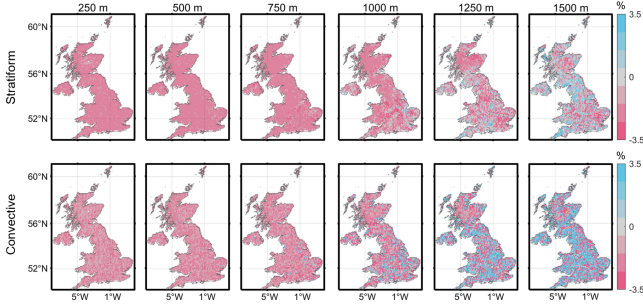 250 m 500 m 750 m 1000 m 1250 m 1500 m %
60°N 3.5
Stratiform 56°N 0
52°N -3.5
%
60°N 3.5
Convective 56°N 0
52°N -3.5
5°W 1°W 5°W 1°W 5°W 1°W 5°W 1°W 5°W 1°W 5°W 1°W